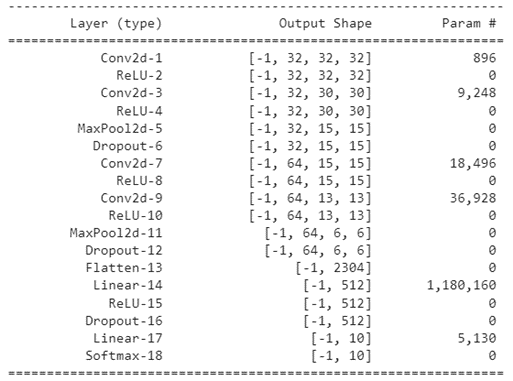 ----------------------------------------------------------------
Layer (type) Output Shape Param #
================================================================
Conv2d-1 [-1, 32, 32, 32] 896
ReLU-2 [-1, 32, 32, 32] 0
Conv2d-3 [-1, 32, 30, 30] 9,248
ReLU-4 [-1, 32, 30, 30] 0
MaxPool2d-5 [-1, 32, 15, 15] 0
Dropout-6 [-1, 32, 15, 15] 0
Conv2d-7 [-1, 64, 15, 15] 18,496
ReLU-8 [-1, 64, 15, 15] 0
Conv2d-9 [-1, 64, 13, 13] 36,928
ReLU-10 [-1, 64, 13, 13] 0
MaxPool2d-11 [-1, 64, 6, 6] 0
Dropout-12 [-1, 64, 6, 6] 0
Flatten-13 [-1, 2304] 0
Linear-14 [-1, 512] 1,180,160
ReLU-15 [-1, 512] 0
Dropout-16 [-1, 512] 0
Linear-17 [-1, 10] 5,130
Softmax-18 [-1, 10] 0
================================================================